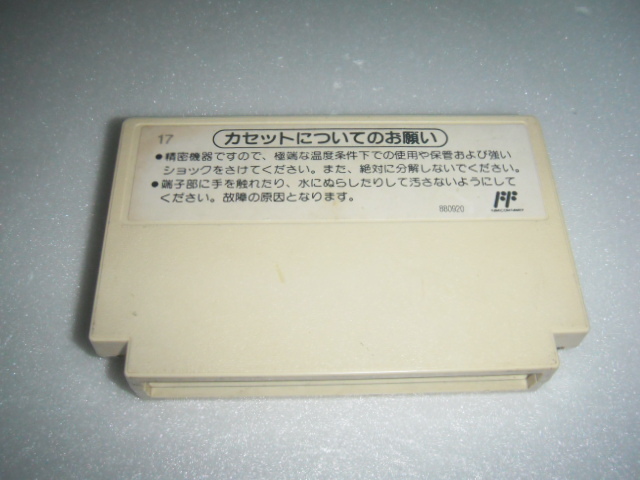 17
カセットについてのお願い
●精密機器ですので、極端な温度条件下での使用や保管および強い
ショックをさけてください。また、絶対に分解しないでください。
●端子部に手を触れたり、水にぬらしたりして汚さないようにして
ください。故障の原因となります。
880920